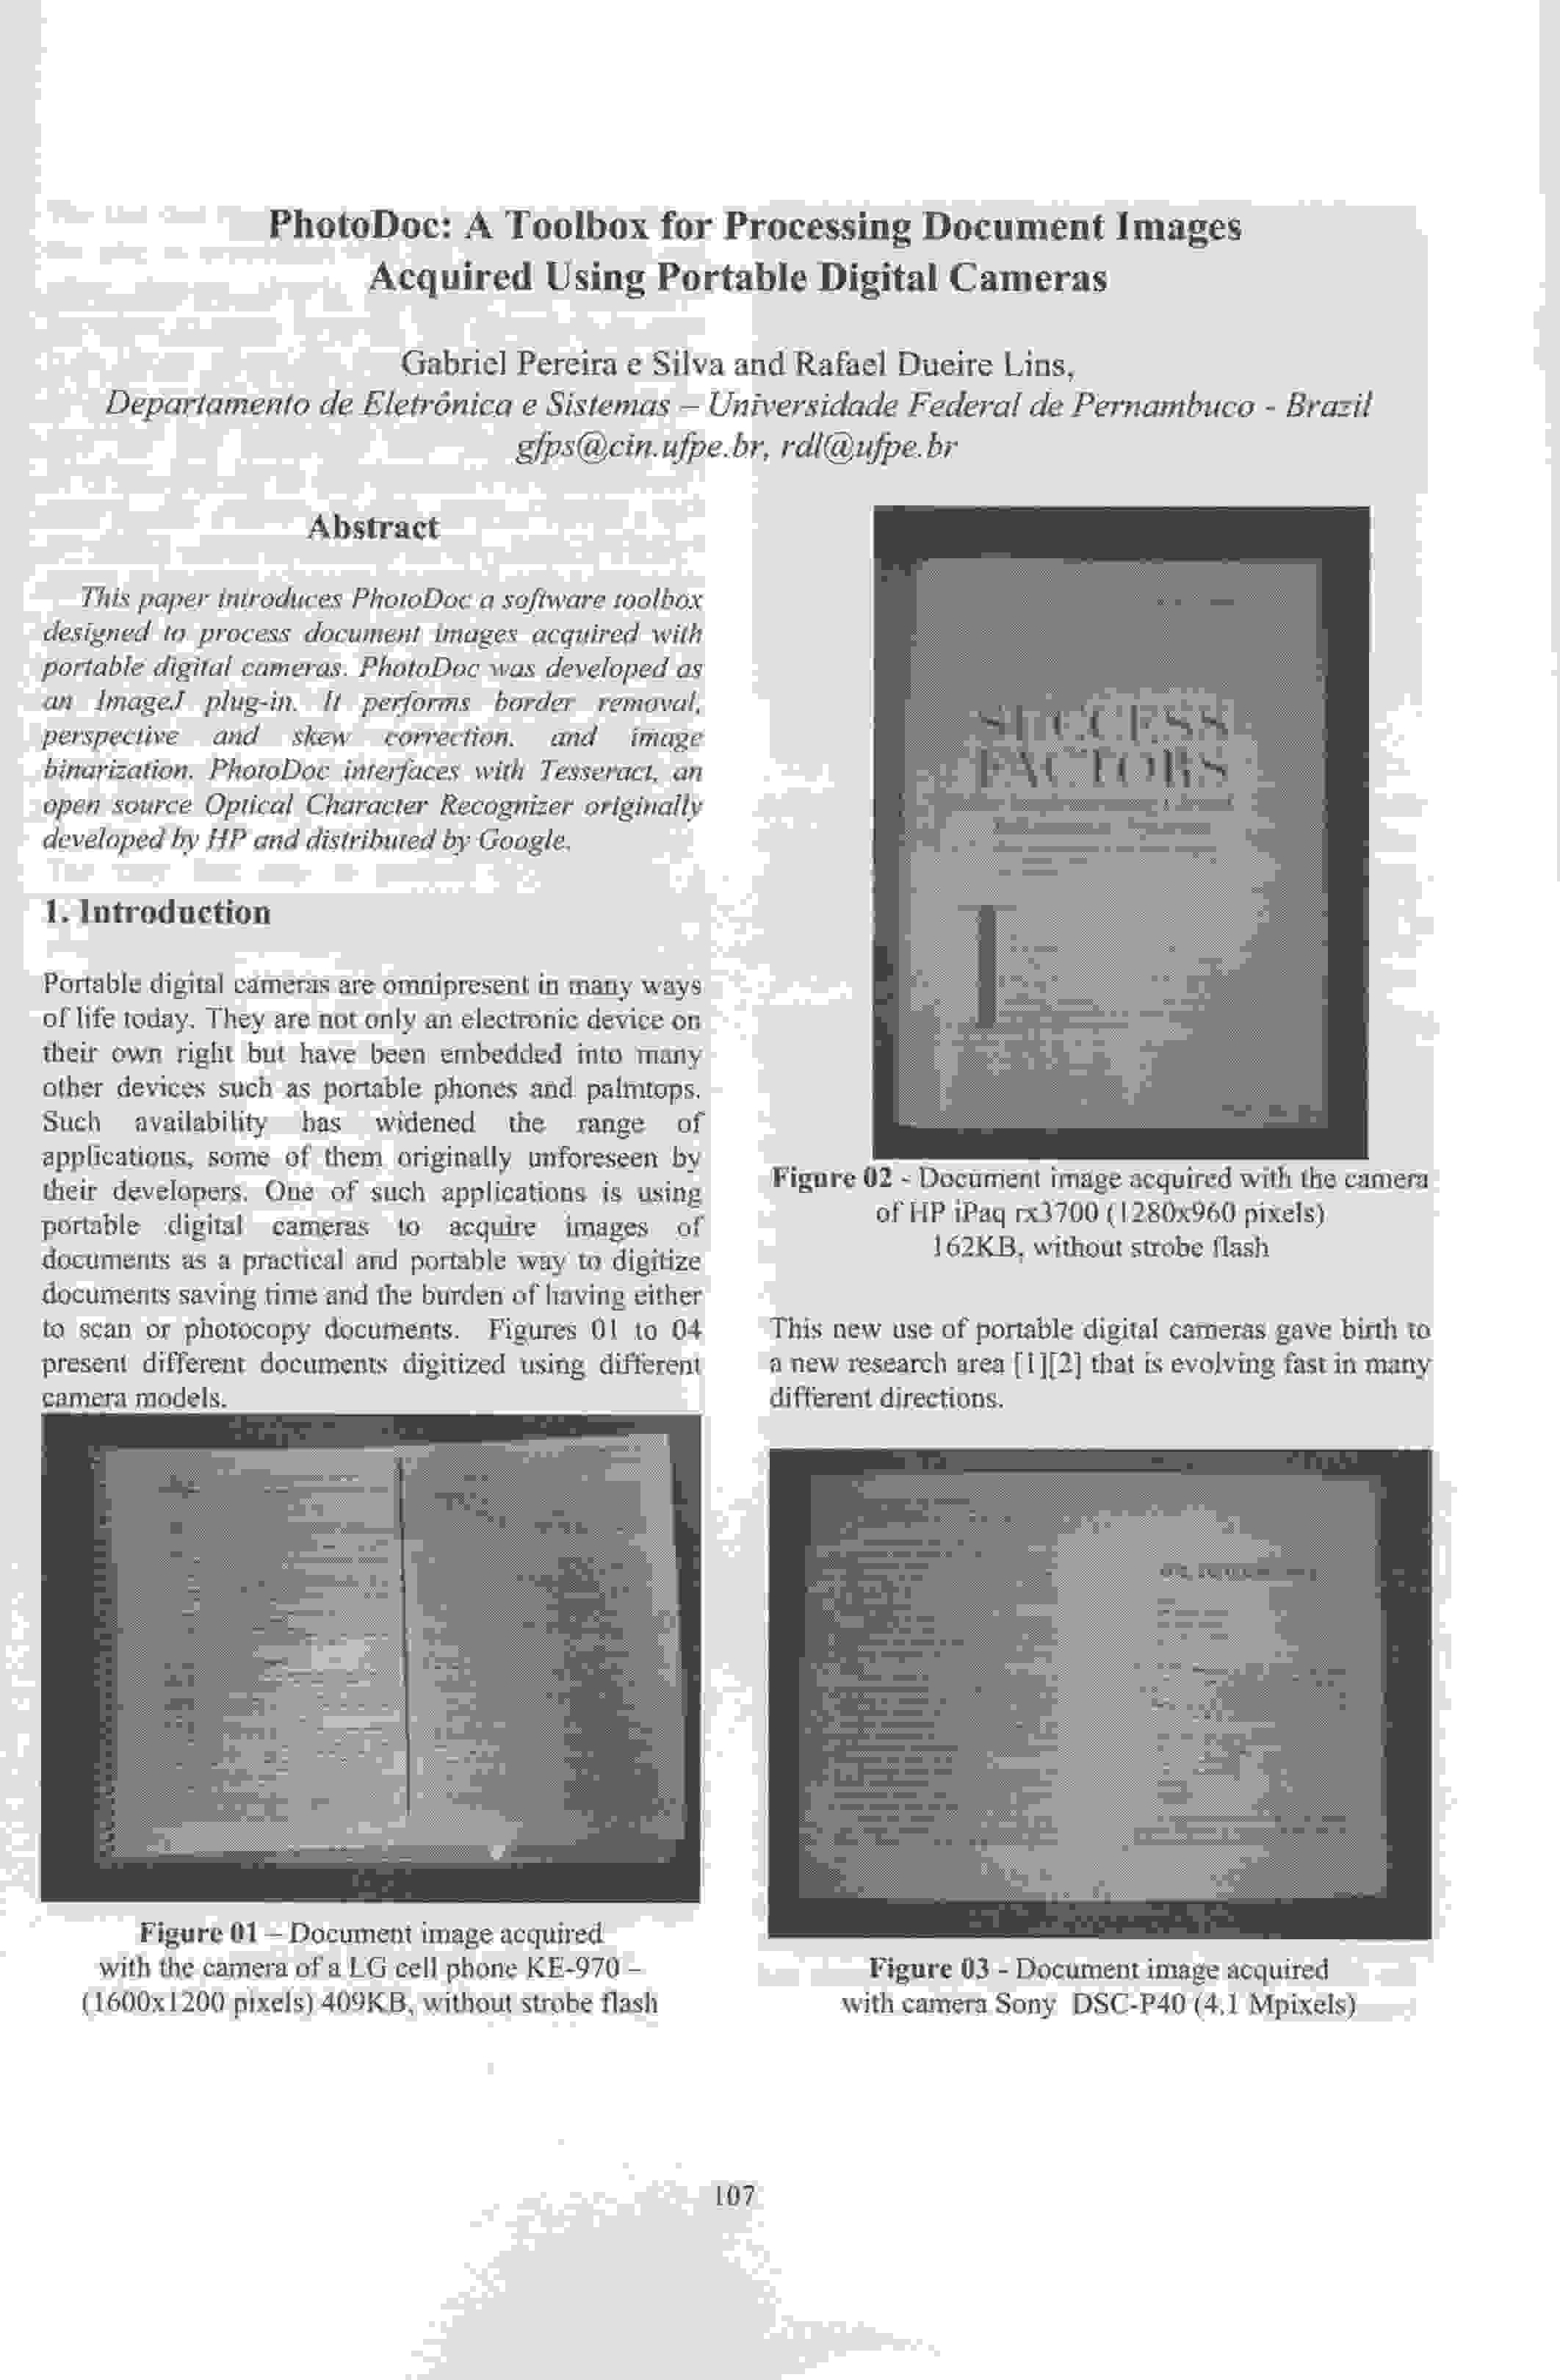 PhotoDoc: A Toolbox for Processing Document Images
Acquired Using Portable Digital Cameras
Gabriel Pereira e Silva and Rafael Dueire Lins,
Departamento de Eletrônica e Sistemas – Universidade Federal de Pernambuco - Brazil
gfps@cin.ufpe.br, rdl@ufpe.br
Abstract
This paper introduces PhotoDoc a software toolbox
designed to process document images acquired with
portable digital cameras. PhotoDoc was developed as
an ImageJ plug-in. It performs border removal,
perspective and skew correction, and image
binarization. PhotoDoc interfaces with Tesseract, an
open source Optical Character Recognizer originally
developed by HP and distributed by Google.
1. Introduction
Portable digital cameras are omnipresent in many ways
of life today. They are not only an electronic device on
their own right but have been embedded into many
other devices such as portable phones and palmtops.
Such availability has widened the range of
applications, some of them originally unforeseen by
their developers. One of such applications is using
portable digital cameras to acquire images of
documents as a practical and portable way to digitize
documents saving time and the burden of having either
to scan or photocopy documents. Figures 01 to 04
present different documents digitized using different
camera models.
Figure 01 – Document image acquired
with the camera of a LG cell phone KE-970 –
(1600x1200 pixels) 409KB, without strobe flash
SUCCESS
FACTORS
Figure 02 - Document image acquired with the camera
of HP iPaq rx3700 (1280x960 pixels)
162KB, without strobe flash
This new use of portable digital cameras gave birth to
a new research area [1][2] that is evolving fast in many
different directions.
Figure 03 - Document image acquired
with camera Sony DSC-P40 (4.1 Mpixels)
107